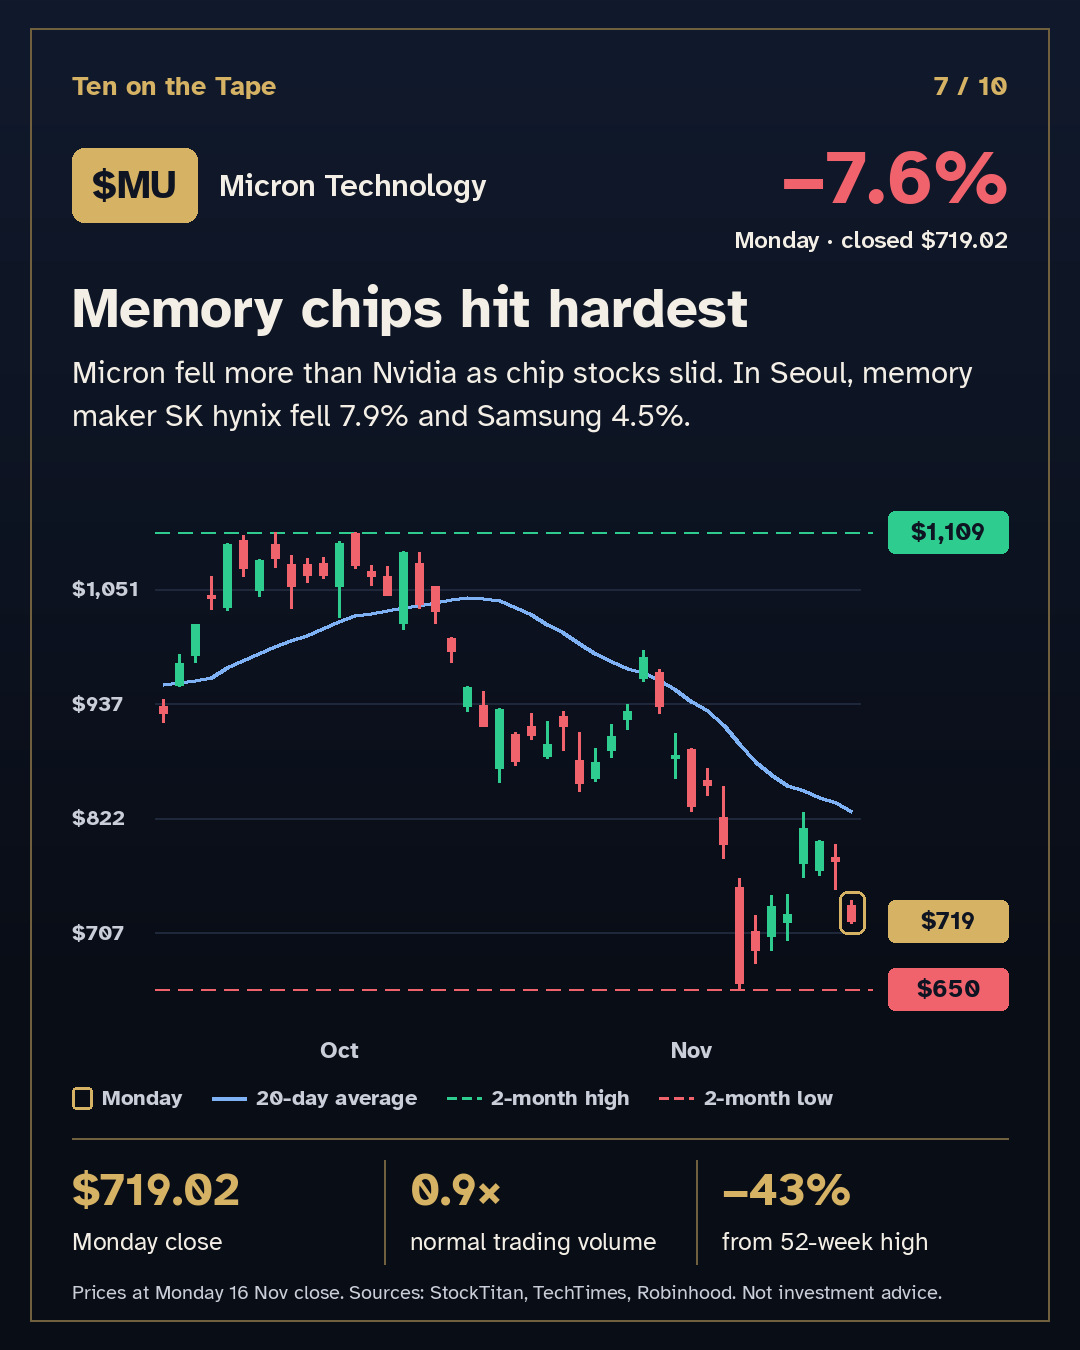 Ten on the Tape
7 / 10
$MU
Micron Technology
–7.6%
Monday · closed $719.02
Memory chips hit hardest
Micron fell more than Nvidia as chip stocks slid. In Seoul, memory
maker SK hynix fell 7.9% and Samsung 4.5%.
$1,109
$1,051
$937
$822
$719
$707
$650
Oct
Nov
Monday
20-day average
2-month high
2-month low
$719.02
Monday close
0.9×
normal trading volume
–43%
from 52-week high
Prices at Monday 16 Nov close. Sources: StockTitan, TechTimes, Robinhood. Not investment advice.